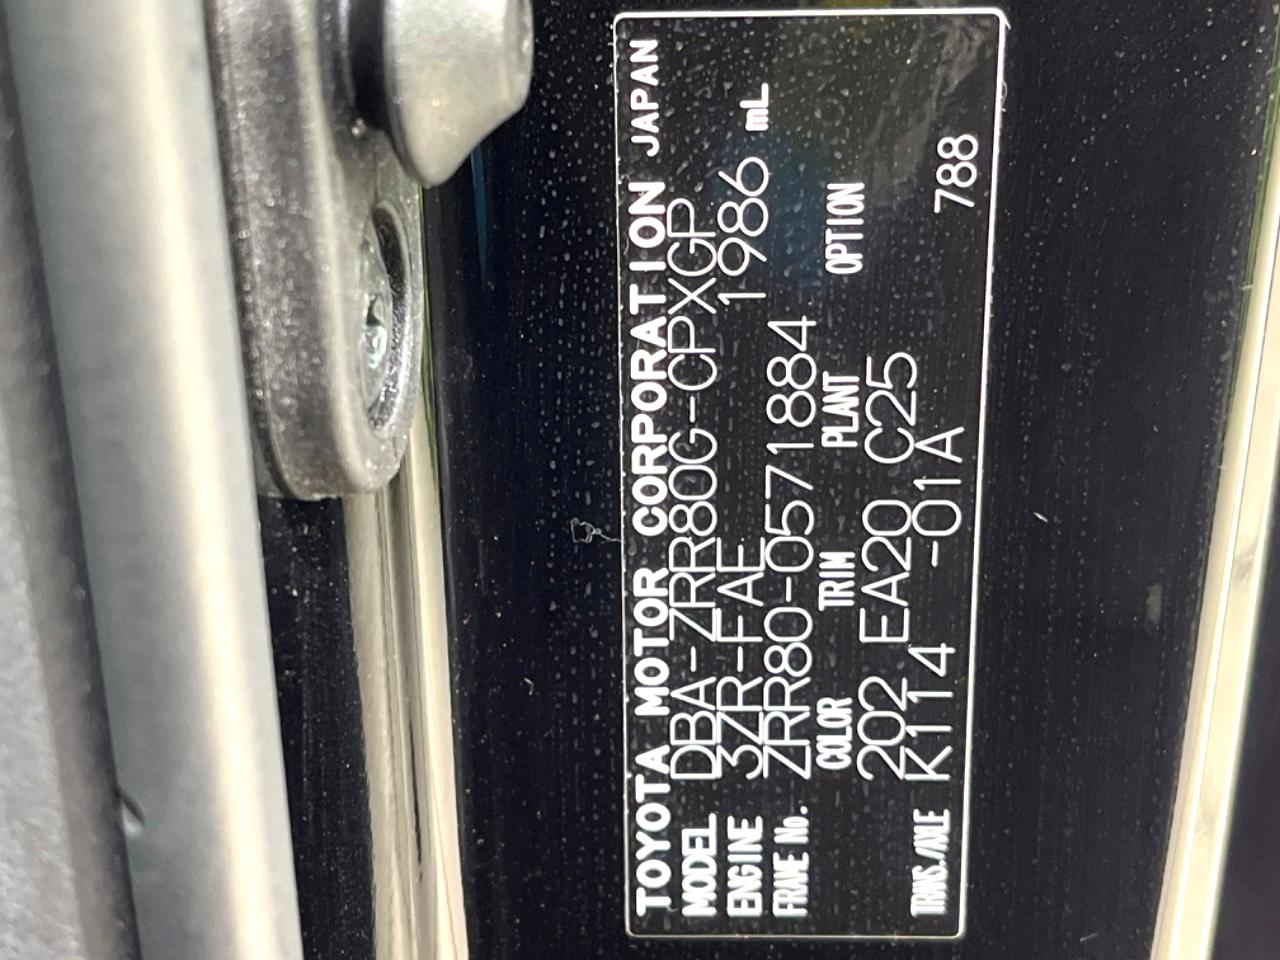 TOYOTA MOTOR CORPORATION JAPAN
MODEL DBA-ZRR80G-CPXGP
ENGINE 3ZR-FAE 1986 mL
FRAME No. ZRR80-0571884
COLOR TRIM PLANT OPTION
202 EA20 C25
TRANS./AXLE K114 -01A 788